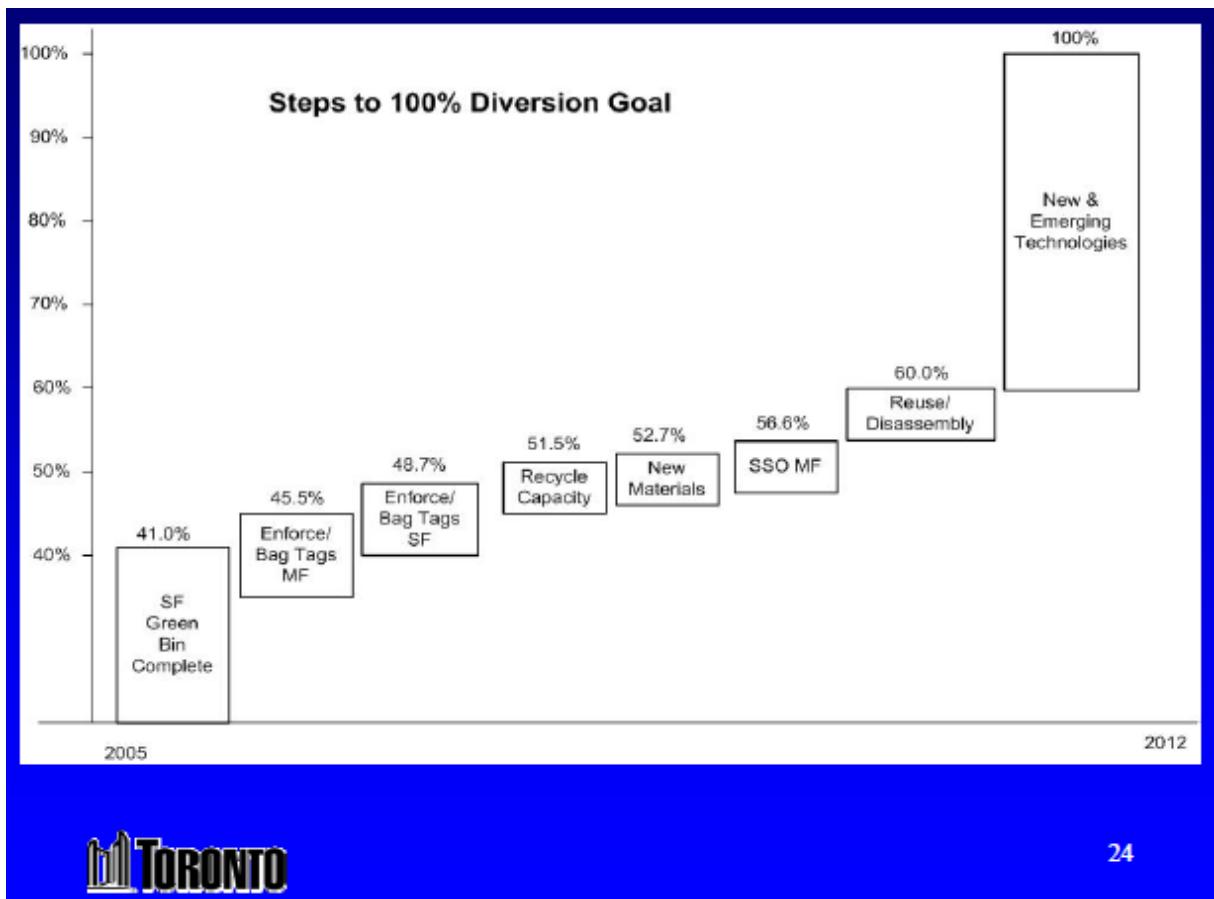 100%
100%
Steps to 100% Diversion Goal
90%
80%
New &
Emerging
Technologies
70%
60%
60.0%
Reuse/
Disassembly
56.6%
SSO MF
52.7%
New
Materials
51.5%
Recycle
Capacity
50%
48.7%
Enforce/
Bag Tags
SF
45.5%
Enforce/
Bag Tags
MF
41.0%
40%
SF
Green
Bin
Complete
2005
2012
TORONTO
24